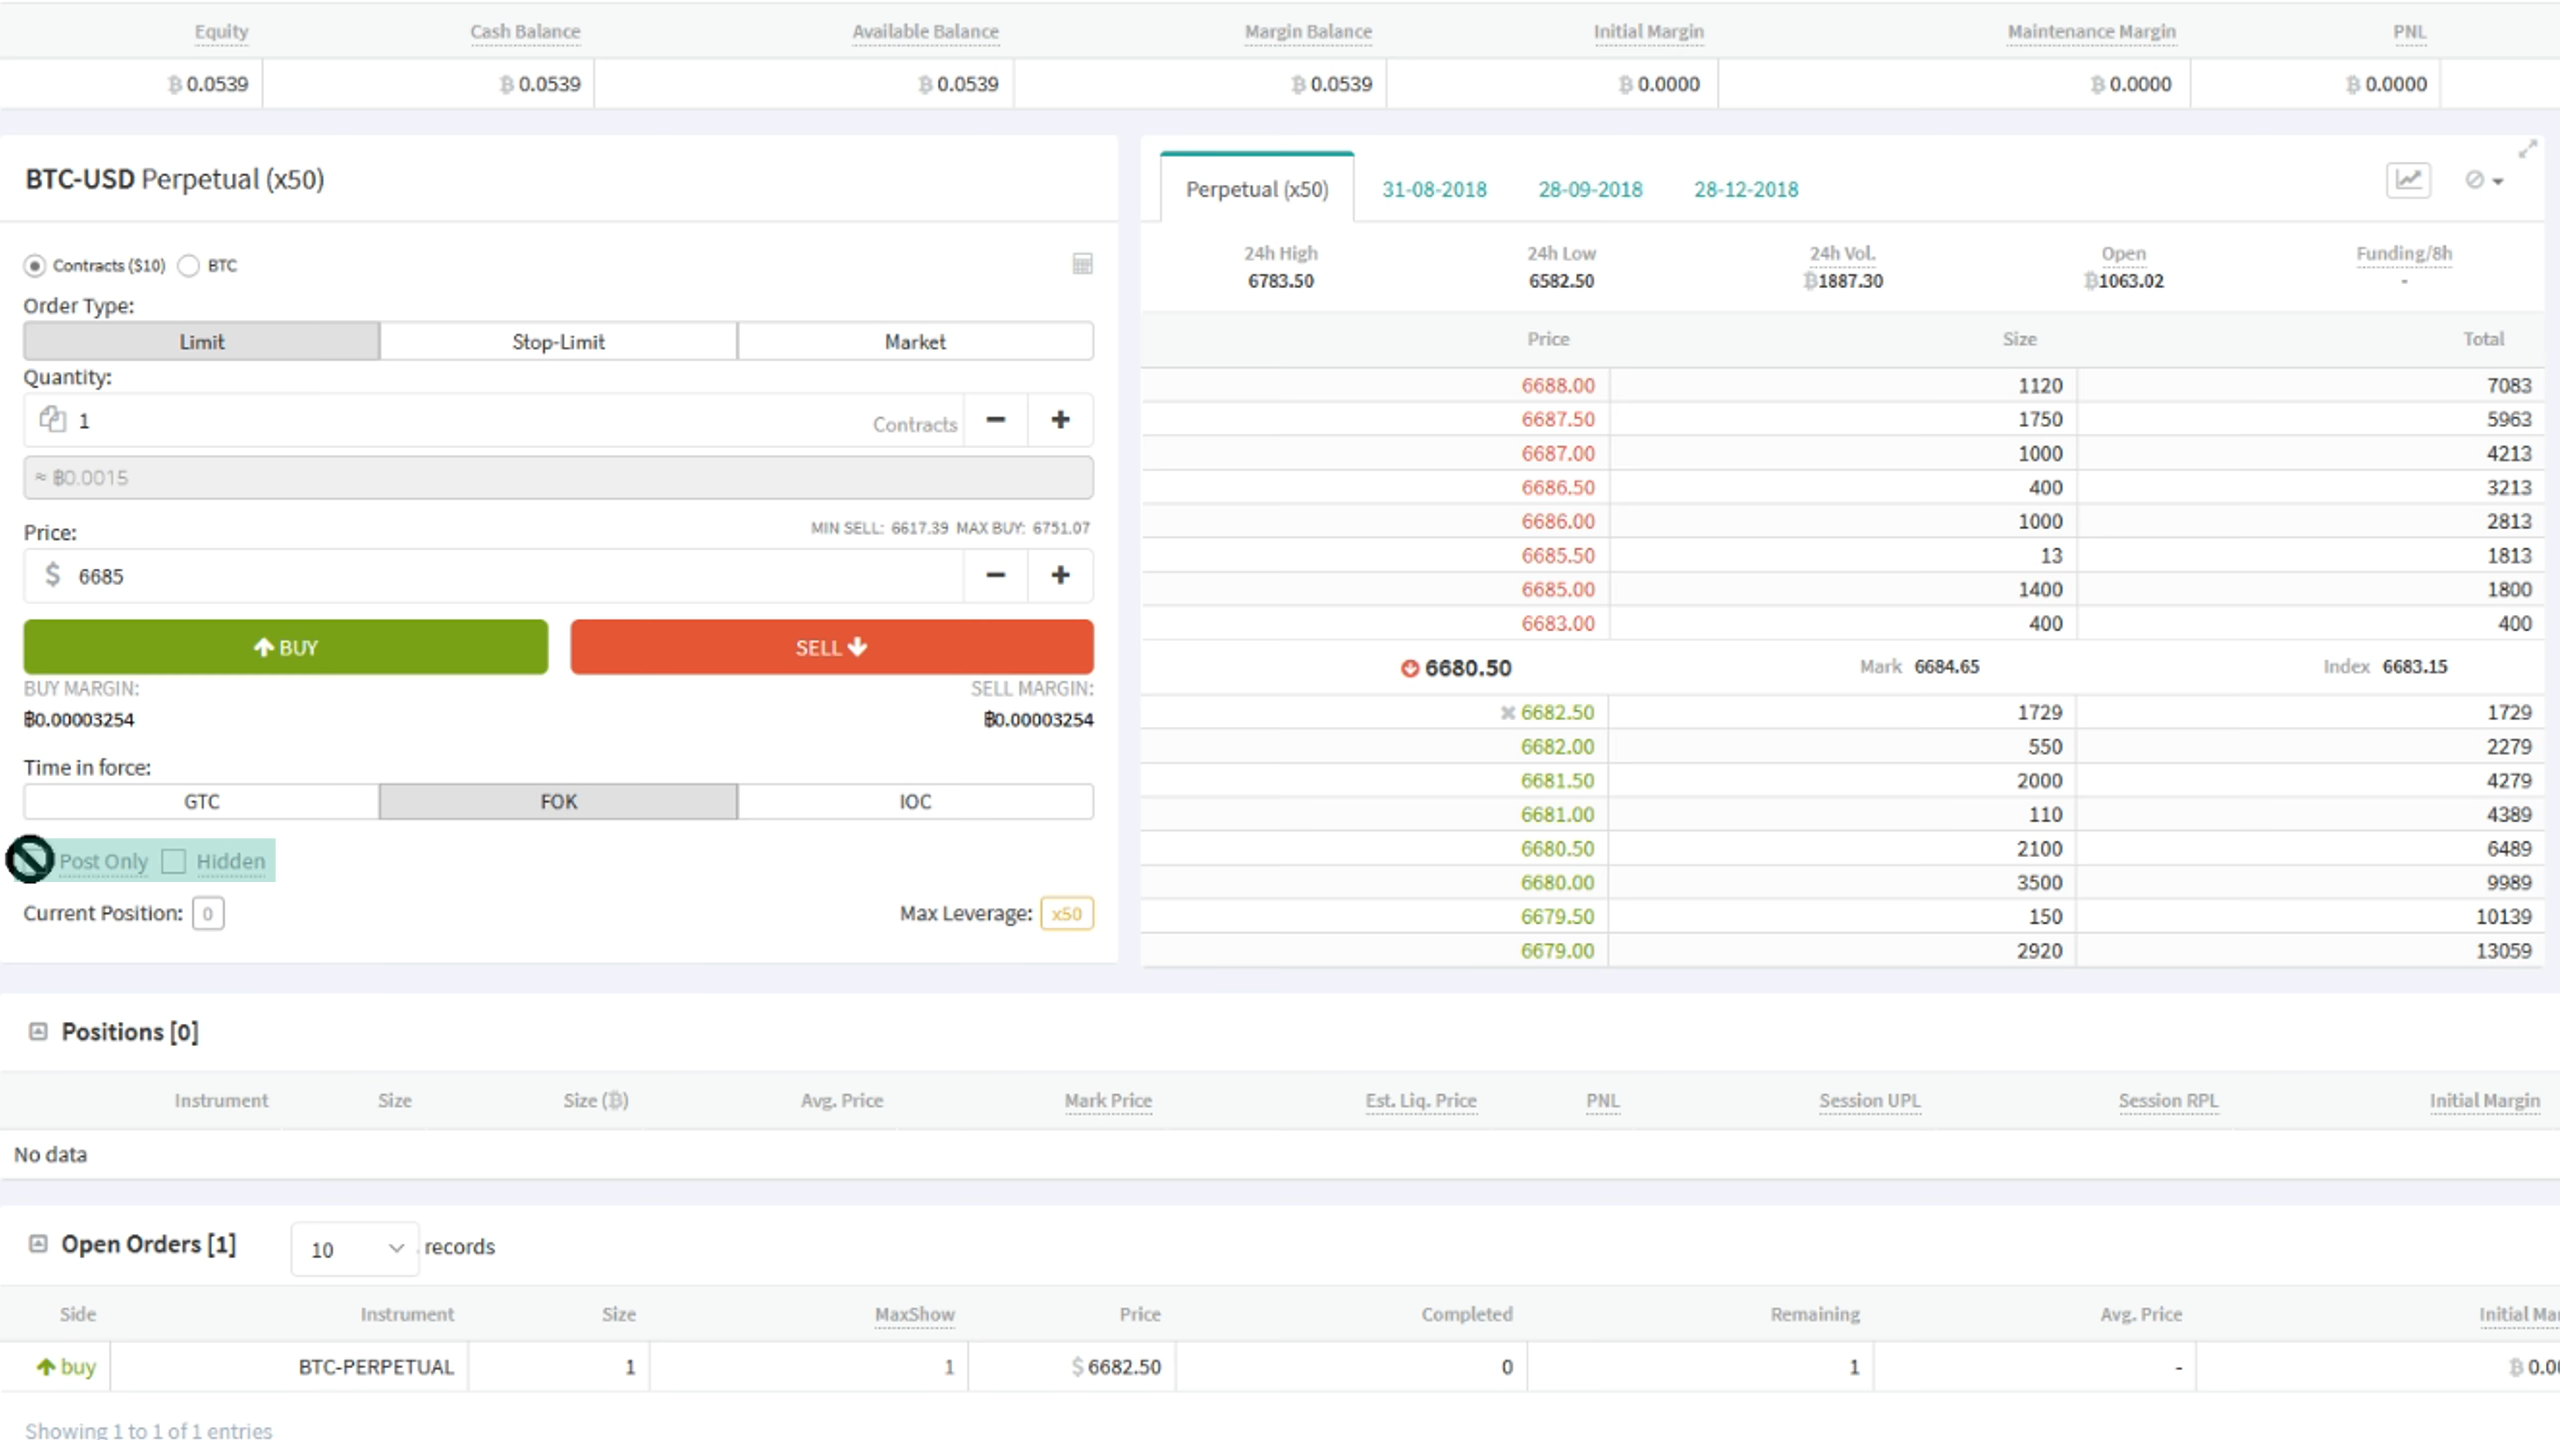 Equity Cash Balance Available Balance Margin Balance Initial Margin Maintenance Margin PNL
฿ 0.0539 ฿ 0.0539 ฿ 0.0539 ฿ 0.0539 ฿ 0.0000 ฿ 0.0000 ฿ 0.0000
BTC-USD Perpetual (x50)
Contracts ($10) BTC
Order Type:
Limit Stop-Limit Market
Quantity:
1 Contracts − +
≈ ฿0.0015
Price: MIN SELL: 6617.39 MAX BUY: 6751.07
$ 6685 − +
BUY SELL
BUY MARGIN: SELL MARGIN:
฿0.00003254 ฿0.00003254
Time in force:
GTC FOK IOC
Post Only Hidden
Current Position: 0 Max Leverage: x50
Perpetual (x50) 31-08-2018 28-09-2018 28-12-2018
24h High 24h Low 24h Vol. Open Funding/8h
6783.50 6582.50 ฿1887.30 ฿1063.02 -
Price Size Total
6688.00 1120 7083
6687.50 1750 5963
6687.00 1000 4213
6686.50 400 3213
6686.00 1000 2813
6685.50 13 1813
6685.00 1400 1800
6683.00 400 400
6680.50 Mark 6684.65 Index 6683.15
6682.50 1729 1729
6682.00 550 2279
6681.50 2000 4279
6681.00 110 4389
6680.50 2100 6489
6680.00 3500 9989
6679.50 150 10139
6679.00 2920 13059
Positions [0]
Instrument Size Size (฿) Avg. Price Mark Price Est. Liq. Price PNL Session UPL Session RPL Initial Margin
No data
Open Orders [1] 10 records
Side Instrument Size MaxShow Price Completed Remaining Avg. Price Initial Ma
buy BTC-PERPETUAL 1 1 $ 6682.50 0 1 - ฿ 0.00
Showing 1 to 1 of 1 entries